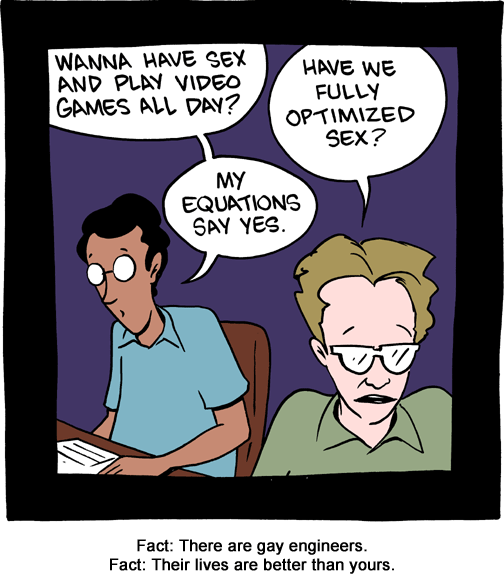 WANNA HAVE SEX
AND PLAY VIDEO
GAMES ALL DAY?
HAVE WE
FULLY
OPTIMIZED
SEX?
MY
EQUATIONS
SAY YES.
Fact: There are gay engineers.
Fact: Their lives are better than yours.